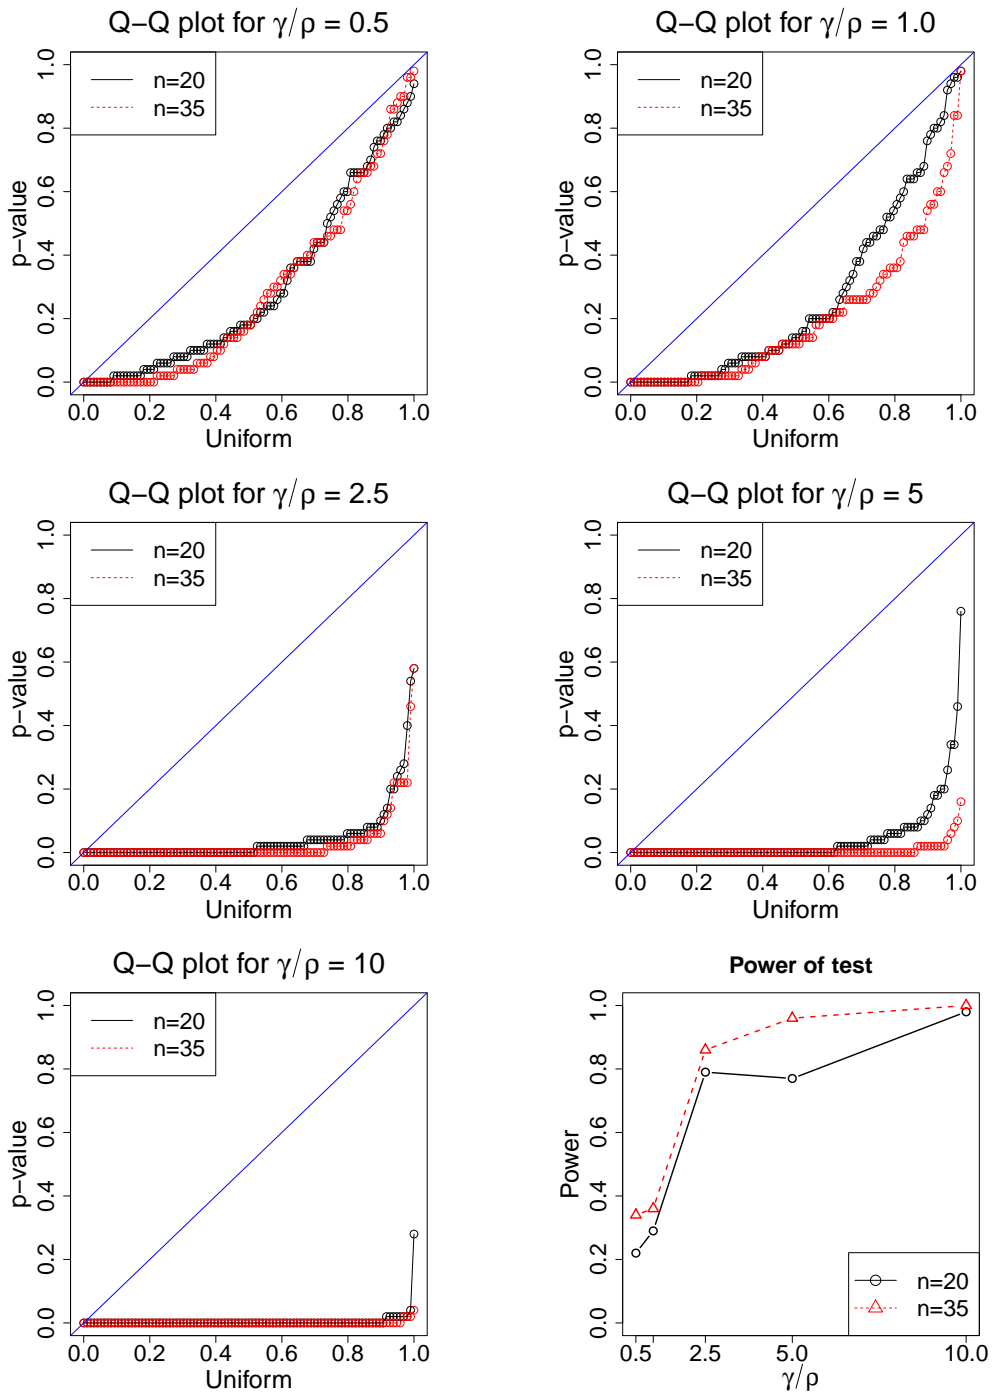 Q−Q plot for γ/ρ = 0.5
n=20
n=35
p−value
0.0 0.2 0.4 0.6 0.8 1.0
0.0 0.2 0.4 0.6 0.8 1.0
Uniform
Q−Q plot for γ/ρ = 1.0
n=20
n=35
p−value
0.0 0.2 0.4 0.6 0.8 1.0
0.0 0.2 0.4 0.6 0.8 1.0
Uniform
Q−Q plot for γ/ρ = 2.5
n=20
n=35
p−value
0.0 0.2 0.4 0.6 0.8 1.0
0.0 0.2 0.4 0.6 0.8 1.0
Uniform
Q−Q plot for γ/ρ = 5
n=20
n=35
p−value
0.0 0.2 0.4 0.6 0.8 1.0
0.0 0.2 0.4 0.6 0.8 1.0
Uniform
Q−Q plot for γ/ρ = 10
n=20
n=35
p−value
0.0 0.2 0.4 0.6 0.8 1.0
0.0 0.2 0.4 0.6 0.8 1.0
Uniform
Power of test
Power
0.0 0.2 0.4 0.6 0.8 1.0
n=20
n=35
0.5 2.5 5.0 10.0
γ/ρ